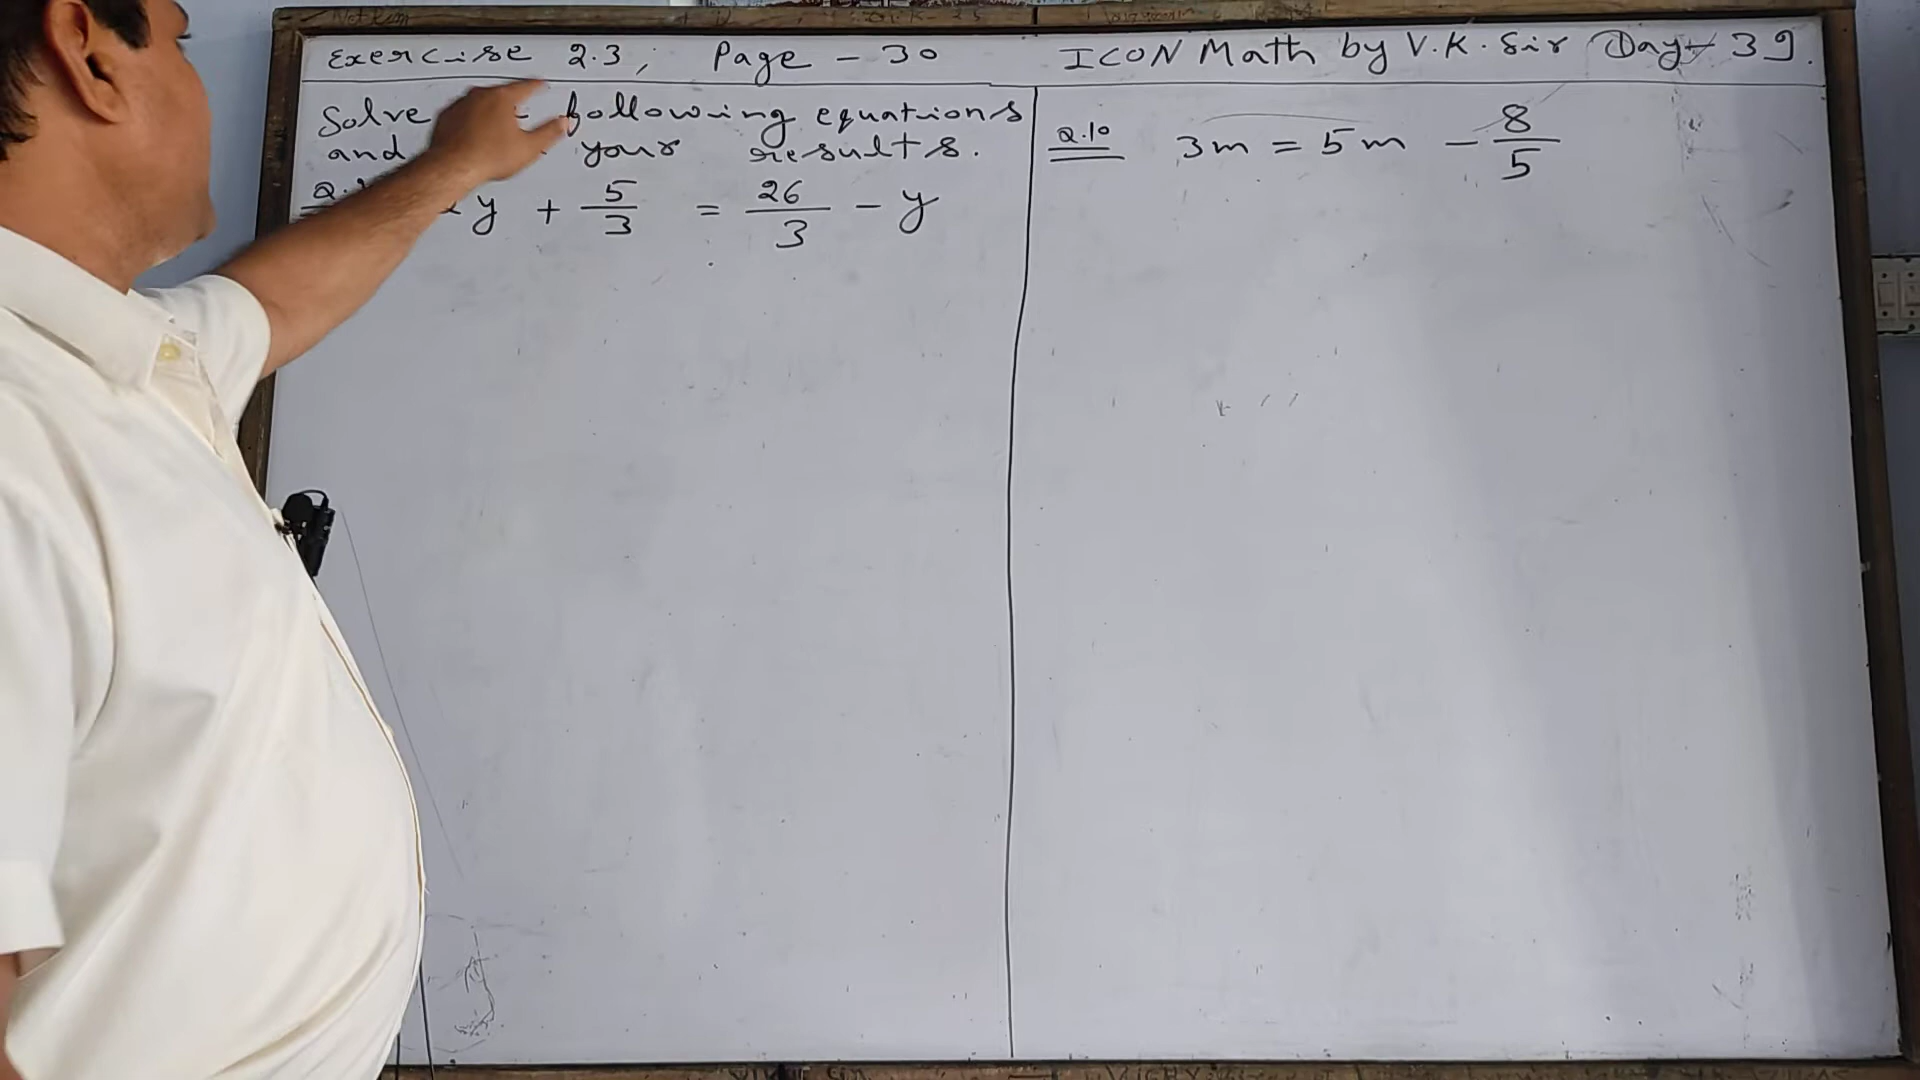 Exercise 2.3; Page - 30
ICON Math by V.K. Sir Day - 39.
Solve following equations
and your results.
y + 5/3 = 26/3 - y
Q.10 3m = 5m - 8/5